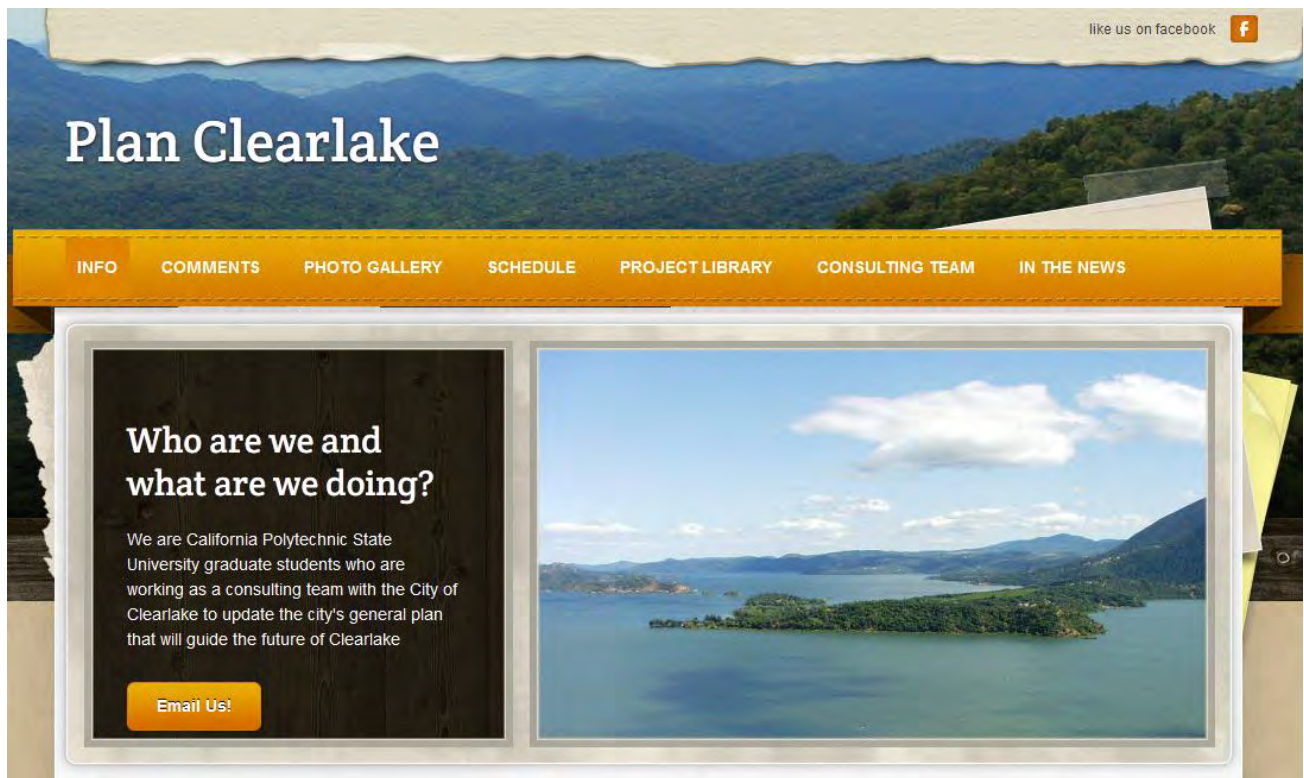 like us on facebook
Plan Clearlake
INFO COMMENTS PHOTO GALLERY SCHEDULE PROJECT LIBRARY CONSULTING TEAM IN THE NEWS
Who are we and
what are we doing?
We are California Polytechnic State
University graduate students who are
working as a consulting team with the City of
Clearlake to update the city's general plan
that will guide the future of Clearlake
Email Us!